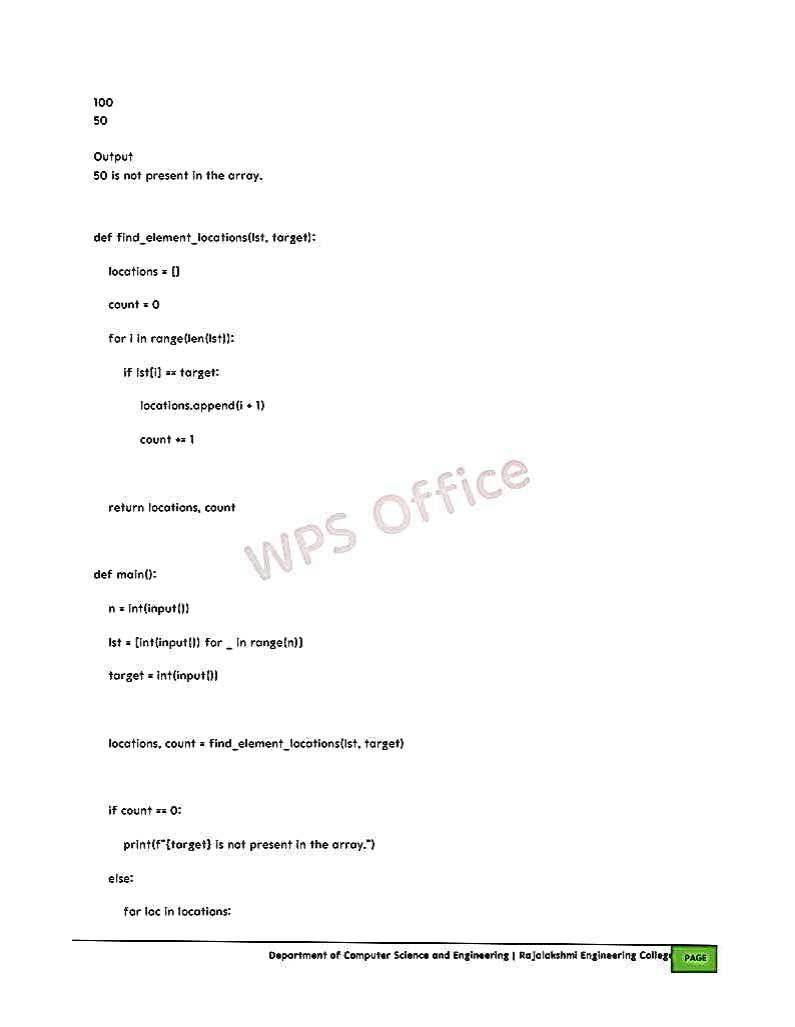 100
50
Output
50 is not present in the array.
def find_element_locations(lst, target):
locations = []
count = 0
for i in range(len(lst)):
if lst[i] == target:
locations.append(i + 1)
count += 1
return locations, count
WPS Office
def main():
n = int(input())
lst = [int(input()) for _ in range(n)]
target = int(input())
locations, count = find_element_locations(lst, target)
if count == 0:
print(f"{target} is not present in the array.")
else:
for loc in locations:
Department of Computer Science and Engineering | Rajalakshmi Engineering College PAGE